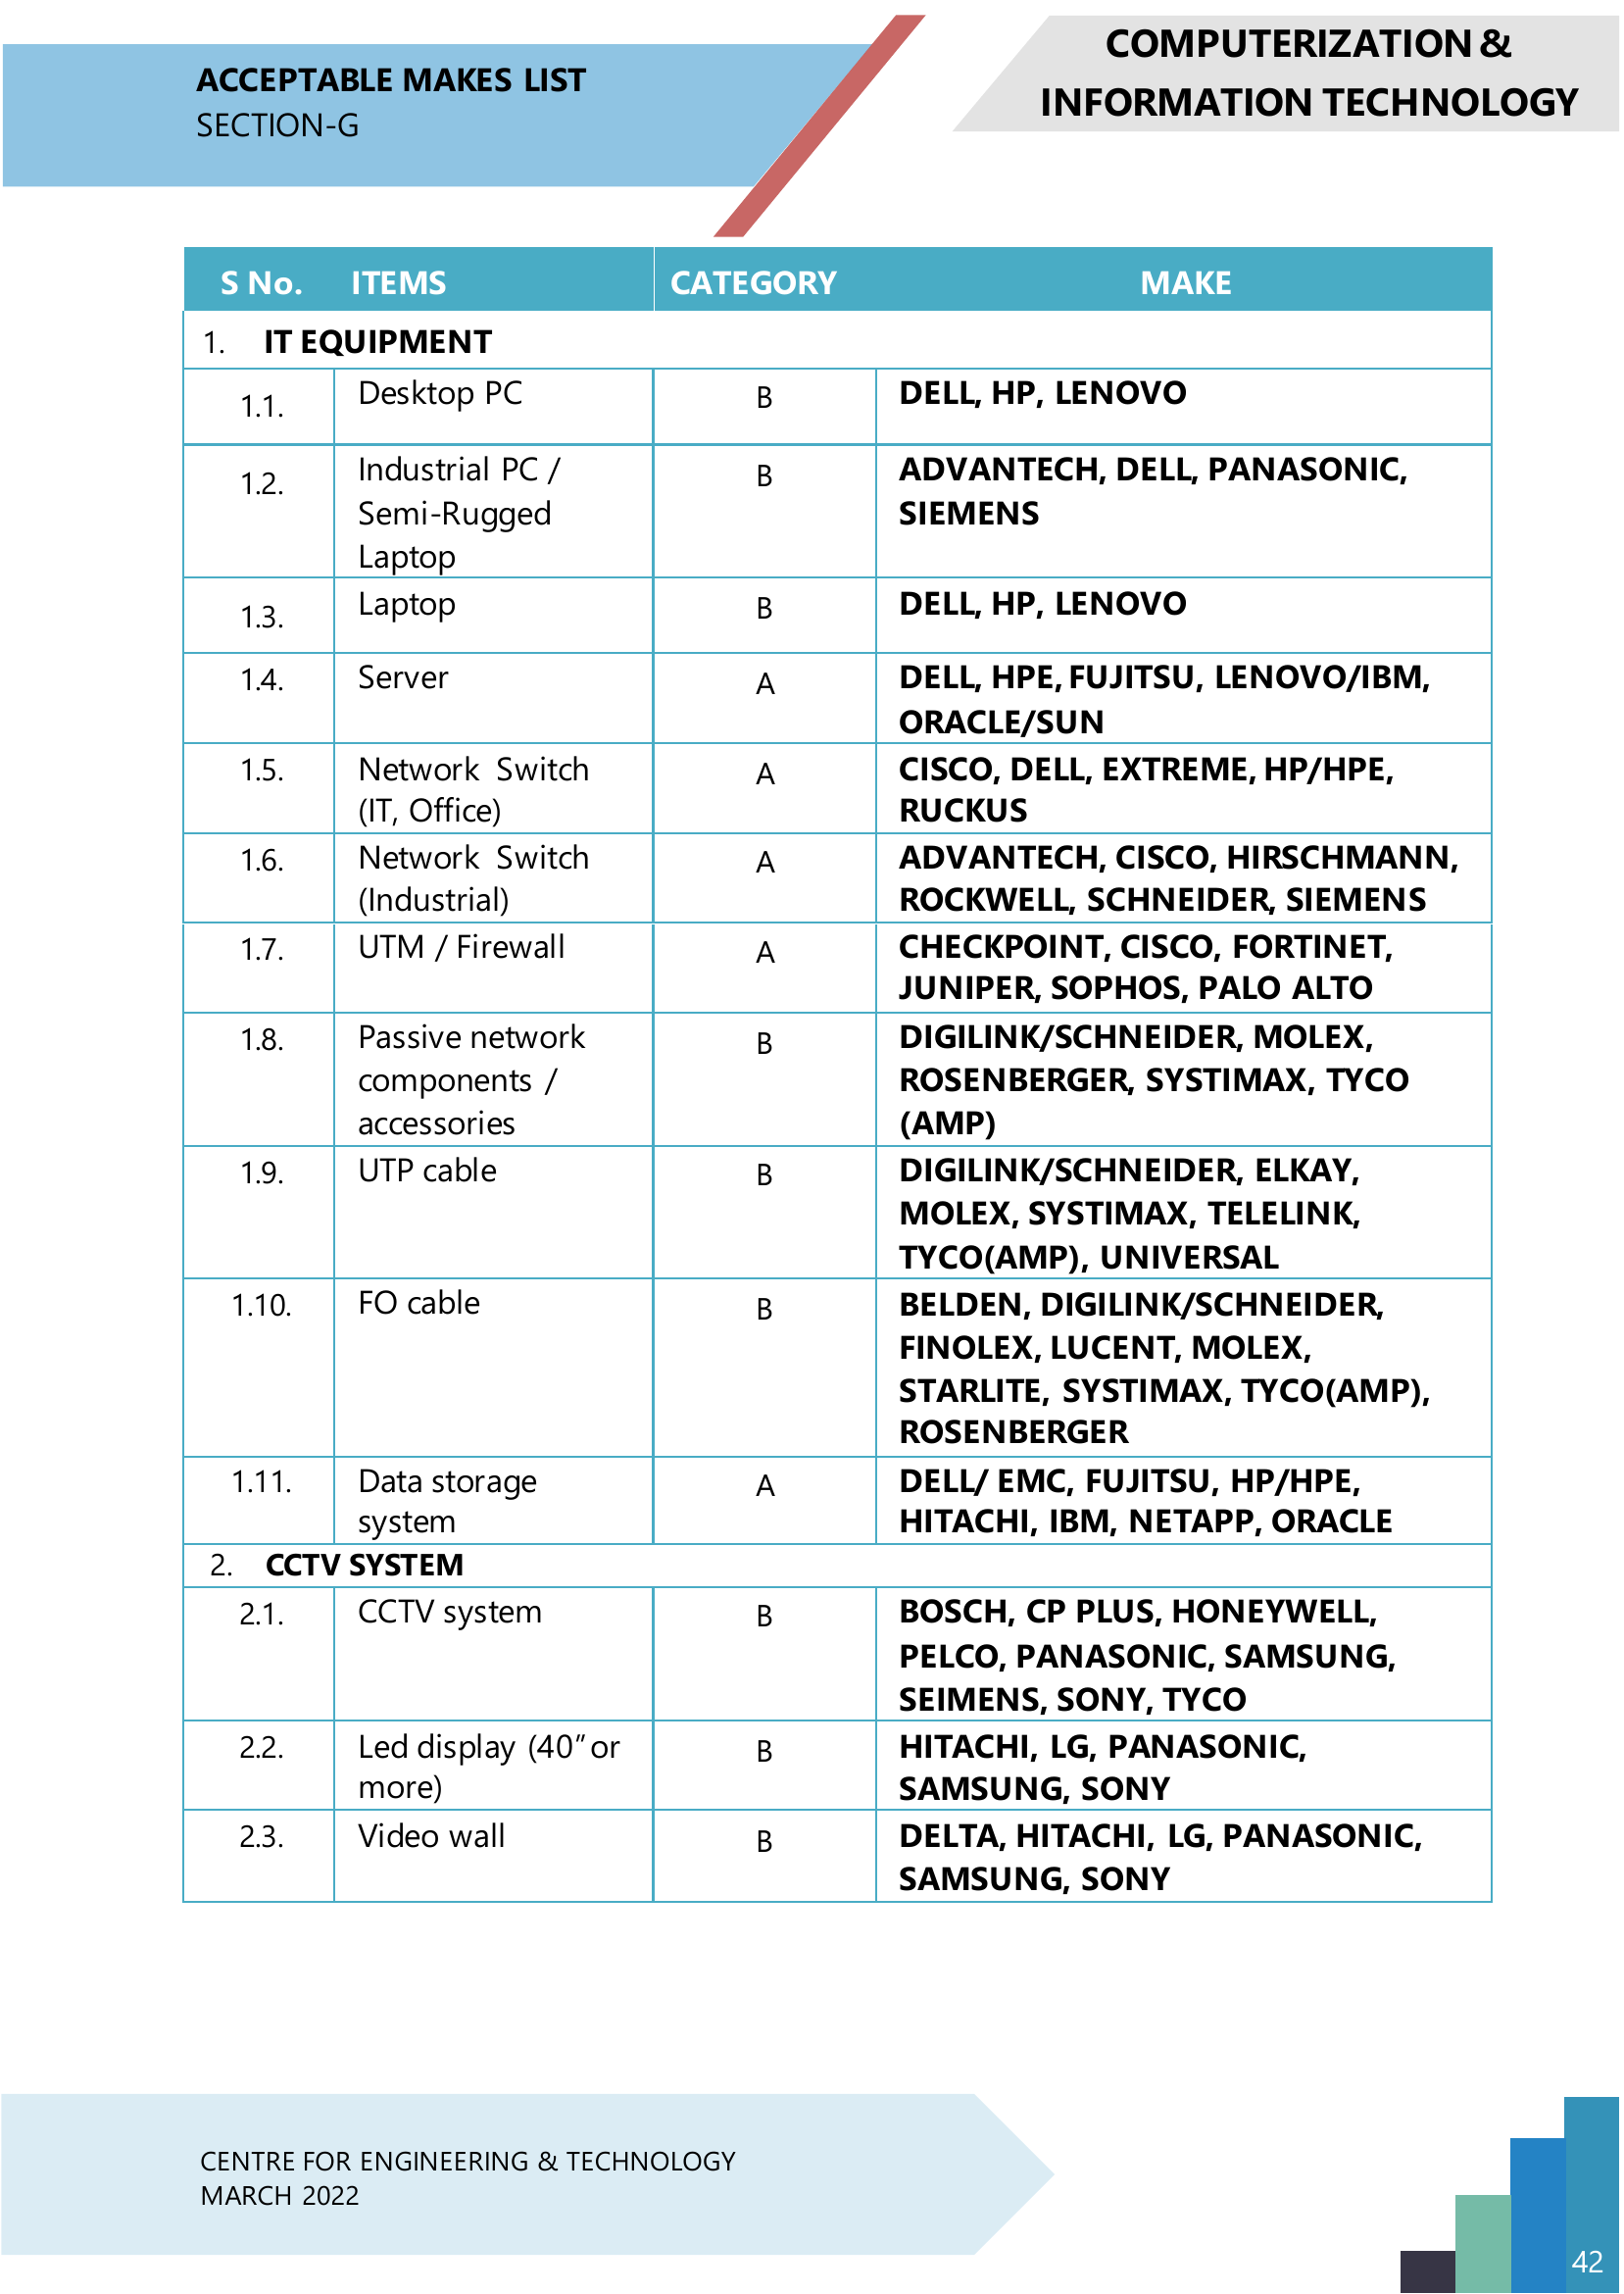 ACCEPTABLE MAKES LIST
SECTION-G
COMPUTERIZATION &
INFORMATION TECHNOLOGY
S No. ITEMS CATEGORY MAKE
1. IT EQUIPMENT
1.1. Desktop PC B DELL, HP, LENOVO
1.2. Industrial PC / B ADVANTECH, DELL, PANASONIC,
Semi-Rugged SIEMENS
Laptop
1.3. Laptop B DELL, HP, LENOVO
1.4. Server A DELL, HPE, FUJITSU, LENOVO/IBM,
ORACLE/SUN
1.5. Network Switch A CISCO, DELL, EXTREME, HP/HPE,
(IT, Office) RUCKUS
1.6. Network Switch A ADVANTECH, CISCO, HIRSCHMANN,
(Industrial) ROCKWELL, SCHNEIDER, SIEMENS
1.7. UTM / Firewall A CHECKPOINT, CISCO, FORTINET,
JUNIPER, SOPHOS, PALO ALTO
1.8. Passive network B DIGILINK/SCHNEIDER, MOLEX,
components / ROSENBERGER, SYSTIMAX, TYCO
accessories (AMP)
1.9. UTP cable B DIGILINK/SCHNEIDER, ELKAY,
MOLEX, SYSTIMAX, TELELINK,
TYCO(AMP), UNIVERSAL
1.10. FO cable B BELDEN, DIGILINK/SCHNEIDER,
FINOLEX, LUCENT, MOLEX,
STARLITE, SYSTIMAX, TYCO(AMP),
ROSENBERGER
1.11. Data storage A DELL/ EMC, FUJITSU, HP/HPE,
system HITACHI, IBM, NETAPP, ORACLE
2. CCTV SYSTEM
2.1. CCTV system B BOSCH, CP PLUS, HONEYWELL,
PELCO, PANASONIC, SAMSUNG,
SEIMENS, SONY, TYCO
2.2. Led display (40” or B HITACHI, LG, PANASONIC,
more) SAMSUNG, SONY
2.3. Video wall B DELTA, HITACHI, LG, PANASONIC,
SAMSUNG, SONY
CENTRE FOR ENGINEERING & TECHNOLOGY
MARCH 2022
42